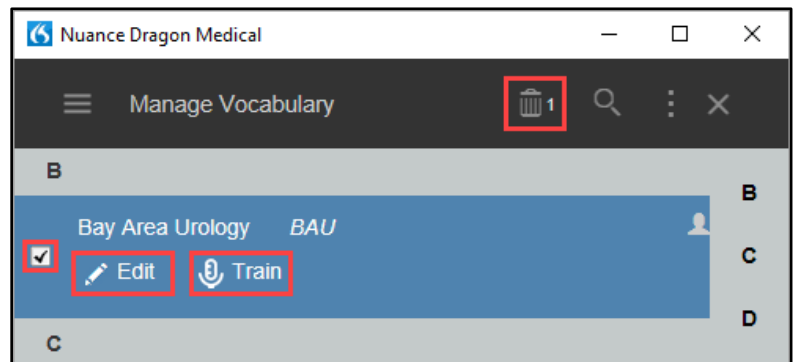 Nuance Dragon Medical
Manage Vocabulary 1
B
Bay Area Urology BAU
Edit Train
C
B
C
D